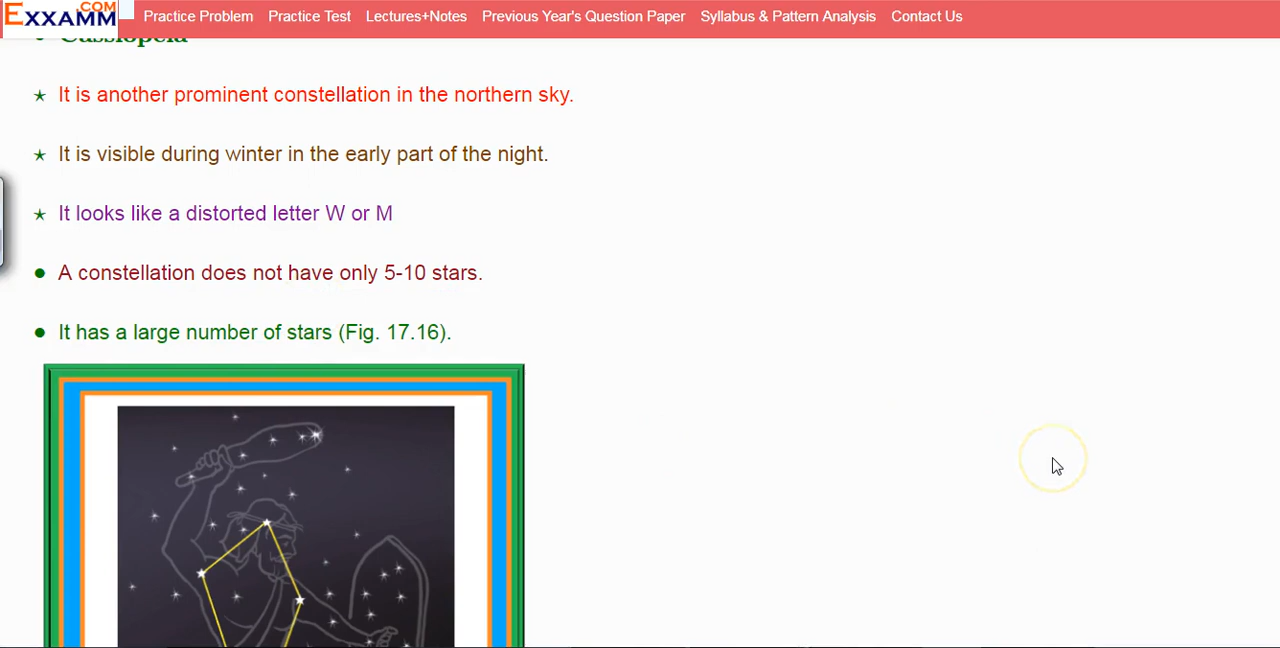 EXXAMM.COM
Practice Problem Practice Test Lectures+Notes Previous Year's Question Paper Syllabus & Pattern Analysis Contact Us
Cassiopeia
It is another prominent constellation in the northern sky.
It is visible during winter in the early part of the night.
It looks like a distorted letter W or M
A constellation does not have only 5-10 stars.
It has a large number of stars (Fig. 17.16).